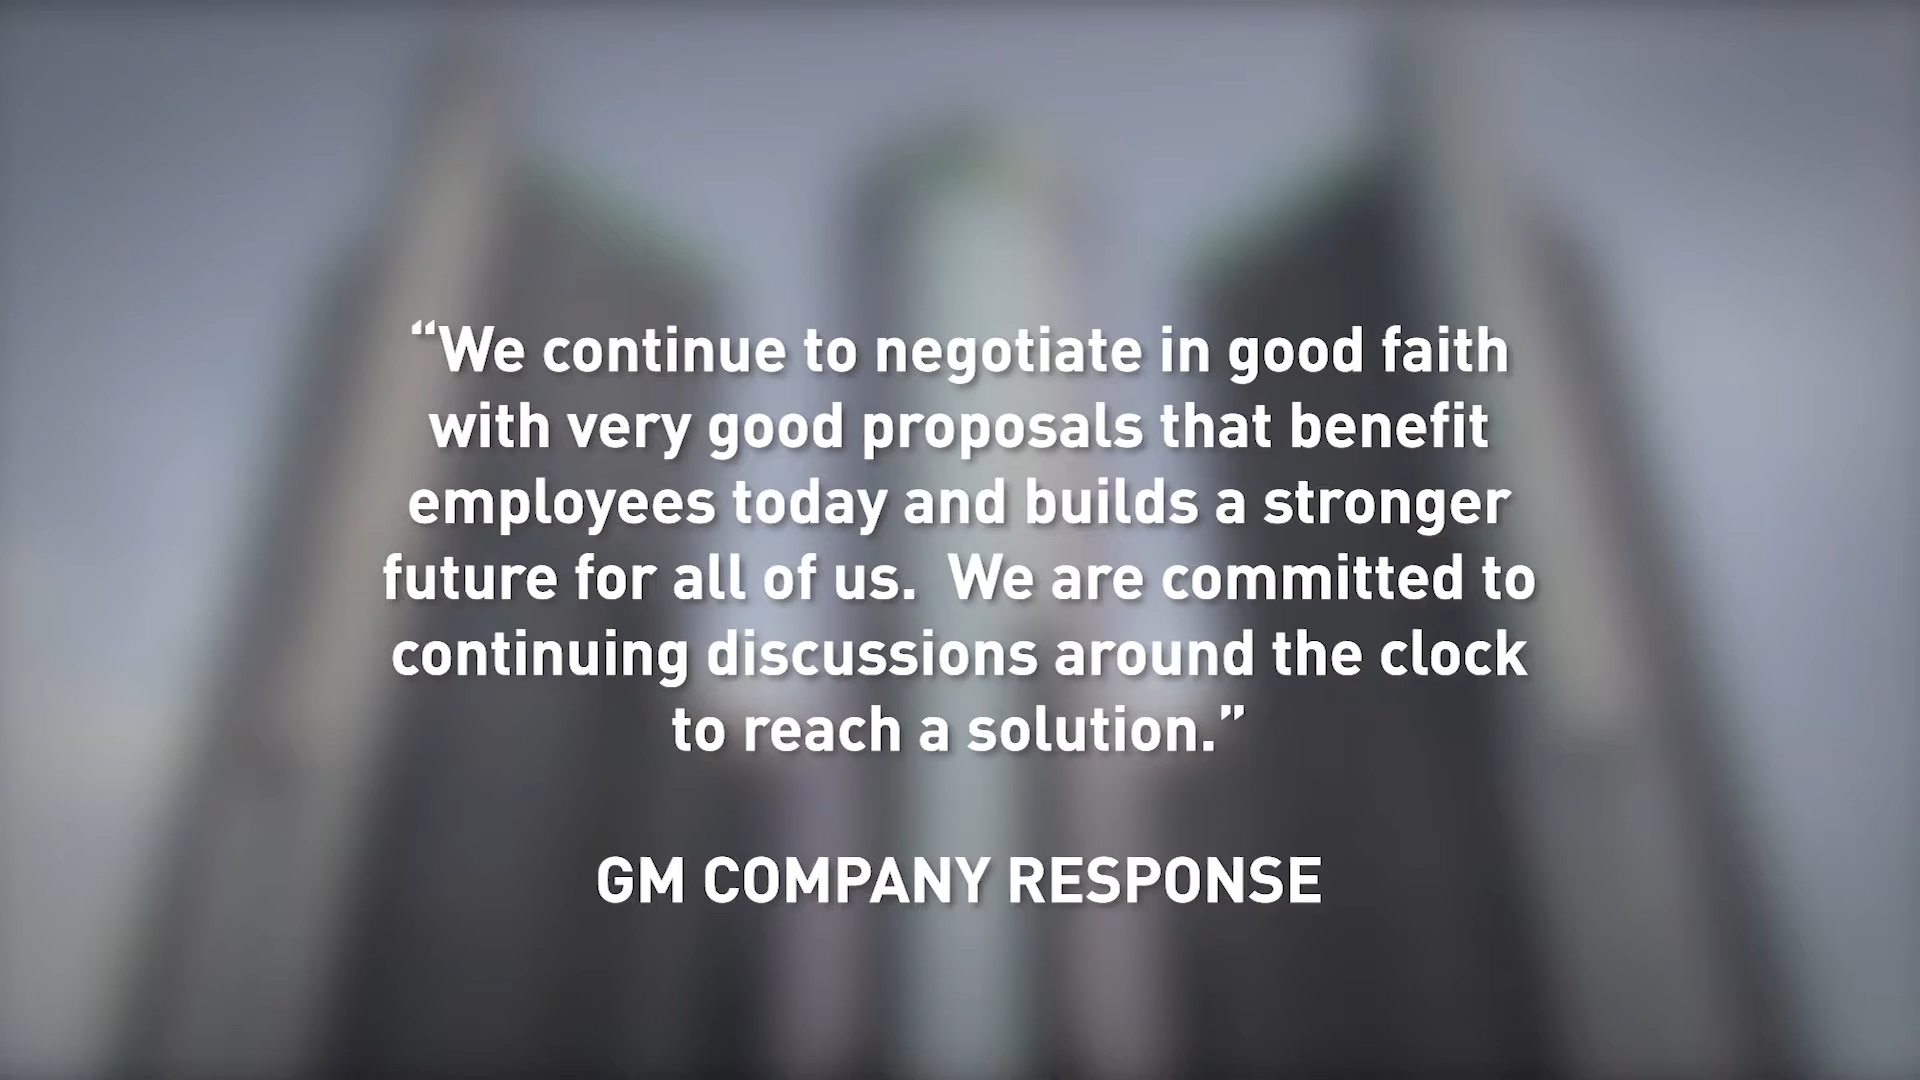 “We continue to negotiate in good faith
with very good proposals that benefit
employees today and builds a stronger
future for all of us.  We are committed to
continuing discussions around the clock
to reach a solution.”
GM COMPANY RESPONSE